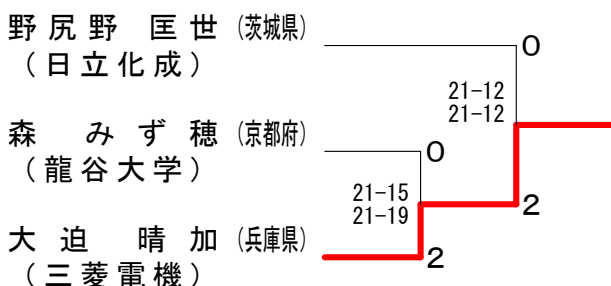 野尻野 匡世 (茨城県)
(日立化成)
0
21-12
21-12
森 みず穂 (京都府)
(龍谷大学)
0
21-15
21-19
2
大迫 晴加 (兵庫県)
(三菱電機)
2